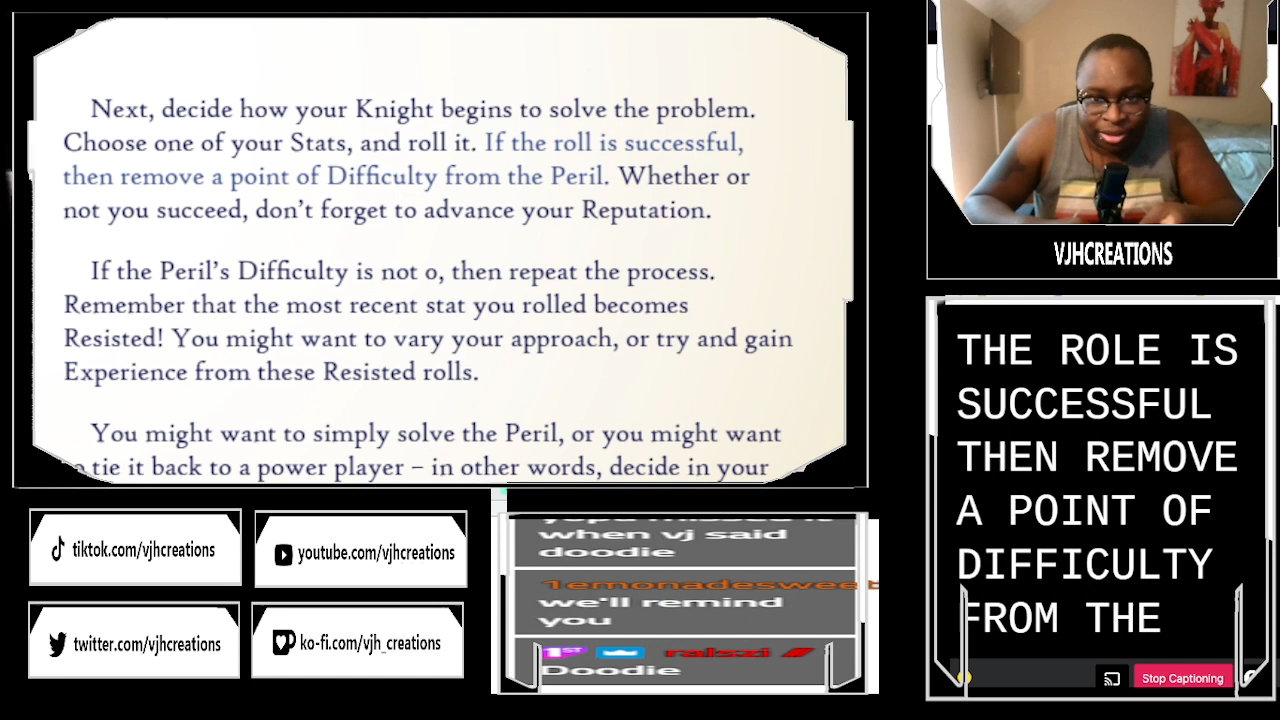 Next, decide how your Knight begins to solve the problem.
Choose one of your Stats, and roll it. If the roll is successful,
then remove a point of Difficulty from the Peril. Whether or
not you succeed, don't forget to advance your Reputation.
If the Peril's Difficulty is not 0, then repeat the process.
Remember that the most recent stat you rolled becomes
Resisted! You might want to vary your approach, or try and gain
Experience from these Resisted rolls.
You might want to simply solve the Peril, or you might want
tie it back to a power player – in other words, decide in your
VJHCREATIONS
THE ROLE IS
SUCCESSFUL
THEN REMOVE
A POINT OF
DIFFICULTY
FROM THE
Stop Captioning
tiktok.com/vjhcreations
youtube.com/vjhcreations
twitter.com/vjhcreations
ko-fi.com/vjh_creations
when vj said
doodie
1emonadesweet
we'll remind
you
1ST ralszi
Doodie